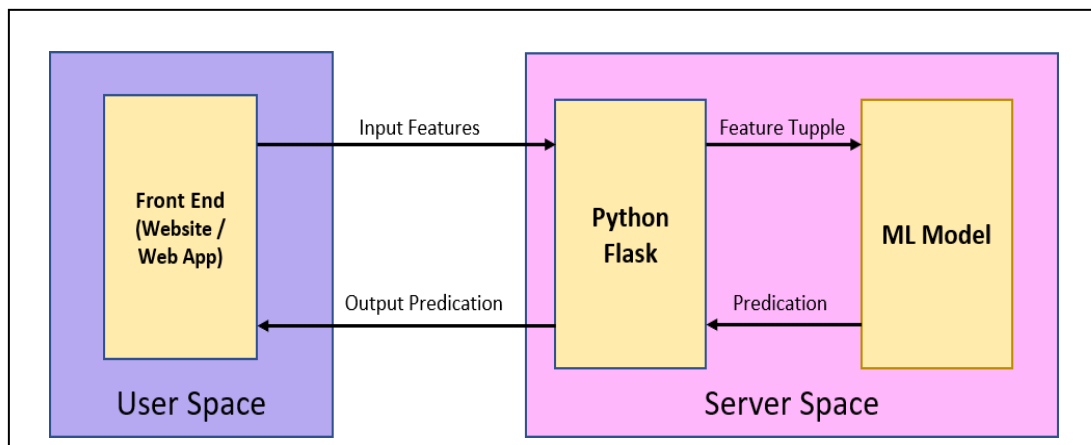 Input Features
Feature Tupple
Front End
(Website /
Web App)
Python
Flask
ML Model
Output Predication
Predication
User Space
Server Space